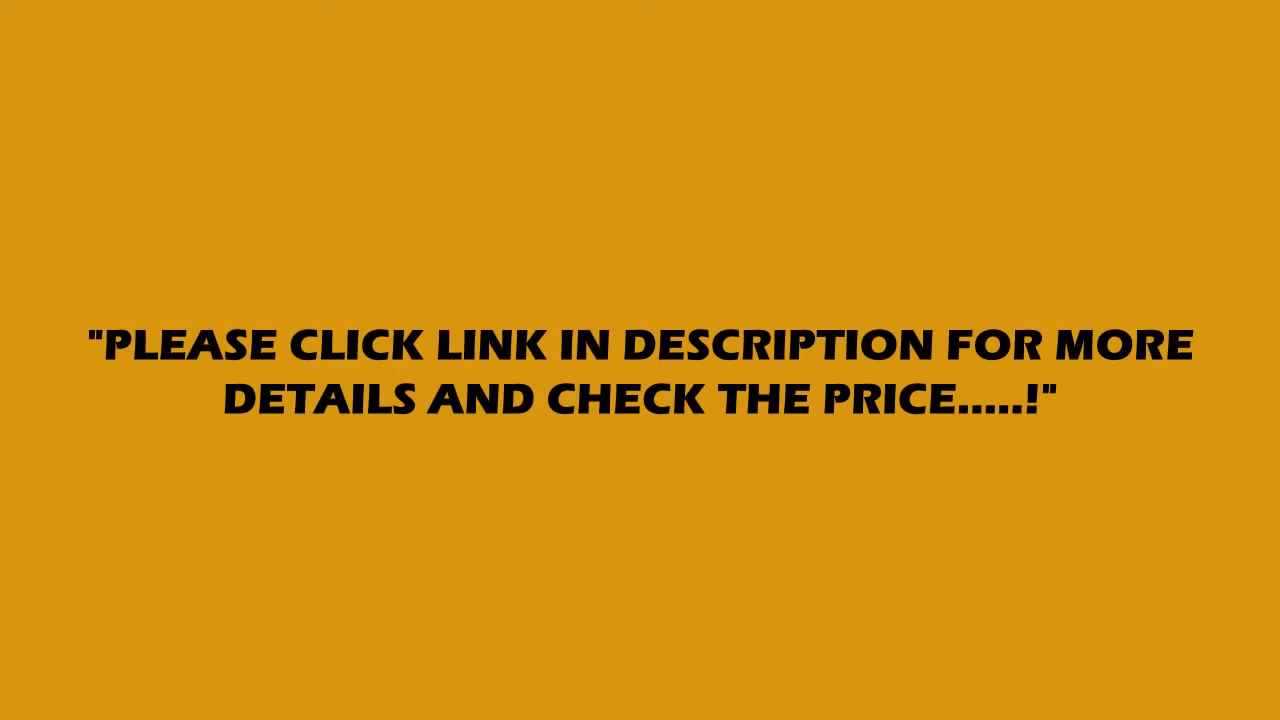 "PLEASE CLICK LINK IN DESCRIPTION FOR MORE
DETAILS AND CHECK THE PRICE.....!"